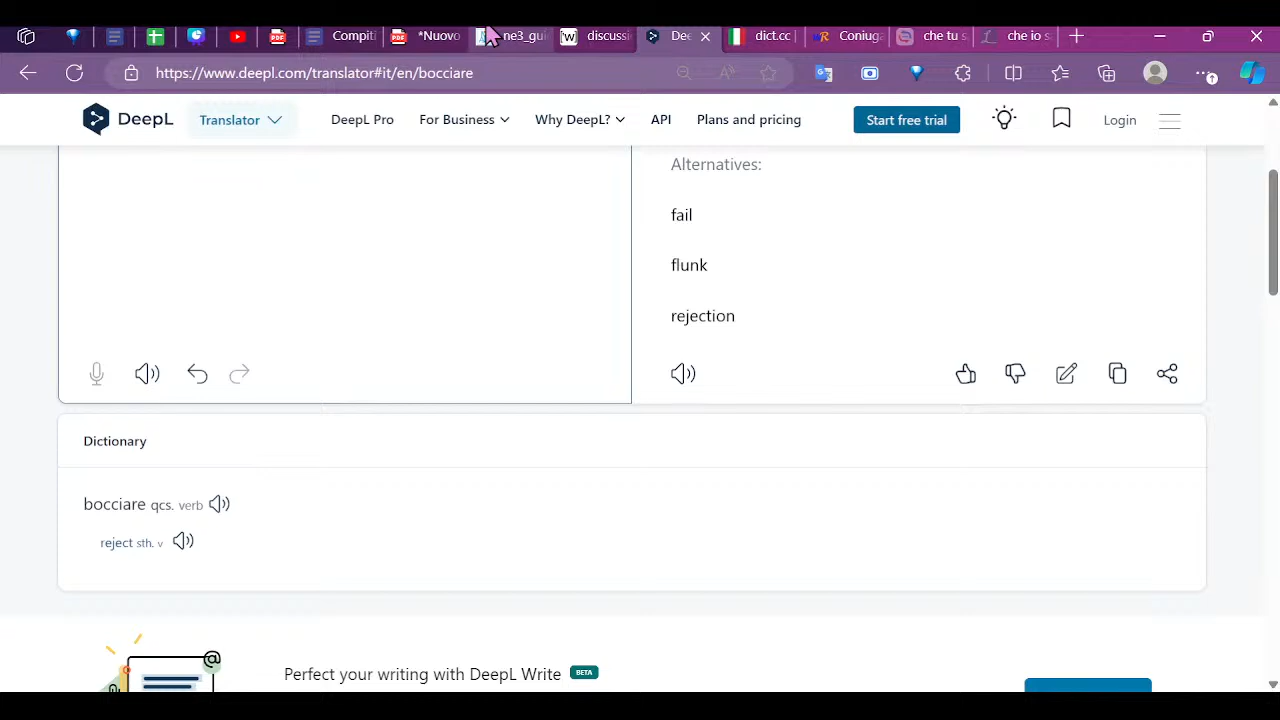 Compiti
*Nuovo
ne3_gui
discussi
Dee
dict.cc |
Coniuga
che tu s
che io s
https://www.deepl.com/translator#it/en/bocciare
DeepL
Translator
DeepL Pro
For Business
Why DeepL?
API
Plans and pricing
Start free trial
Login
Alternatives:
fail
flunk
rejection
Dictionary
bocciare qcs. verb
reject sth. v
Perfect your writing with DeepL Write BETA